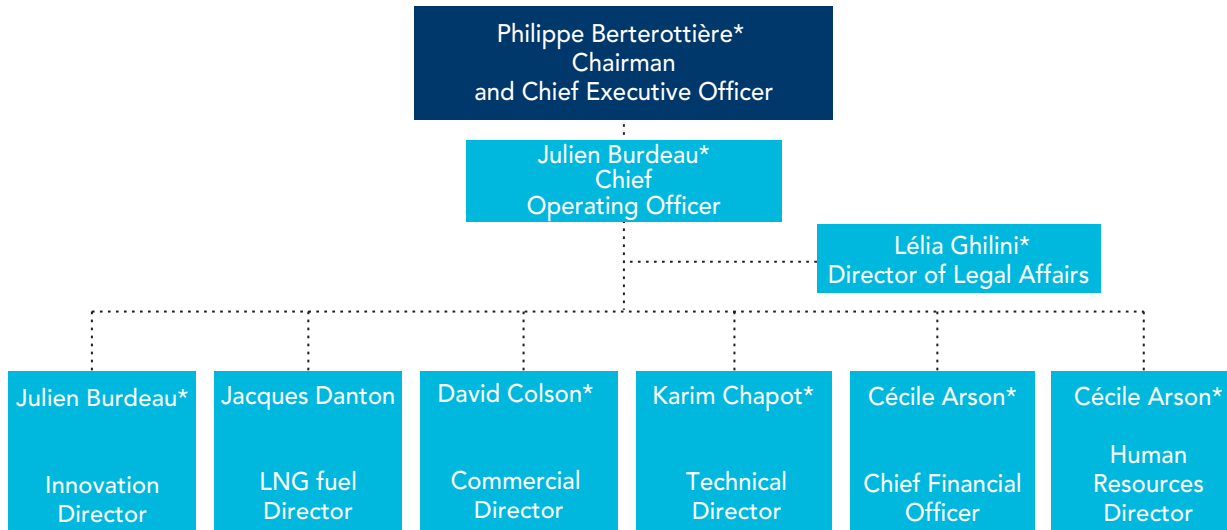 Philippe Berterottière*
Chairman
and Chief Executive Officer
Julien Burdeau*
Chief
Operating Officer
Lélia Ghilini*
Director of Legal Affairs
Julien Burdeau*
Innovation
Director
Jacques Danton
LNG fuel
Director
David Colson*
Commercial
Director
Karim Chapot*
Technical
Director
Cécile Arson*
Chief Financial
Officer
Cécile Arson*
Human
Resources
Director